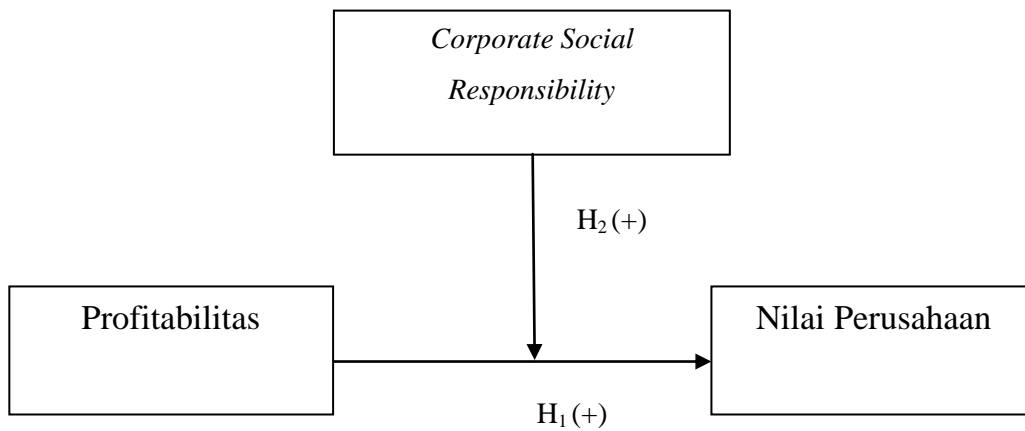 Corporate Social
Responsibility
H₂ (+)
Profitabilitas
Nilai Perusahaan
H₁ (+)